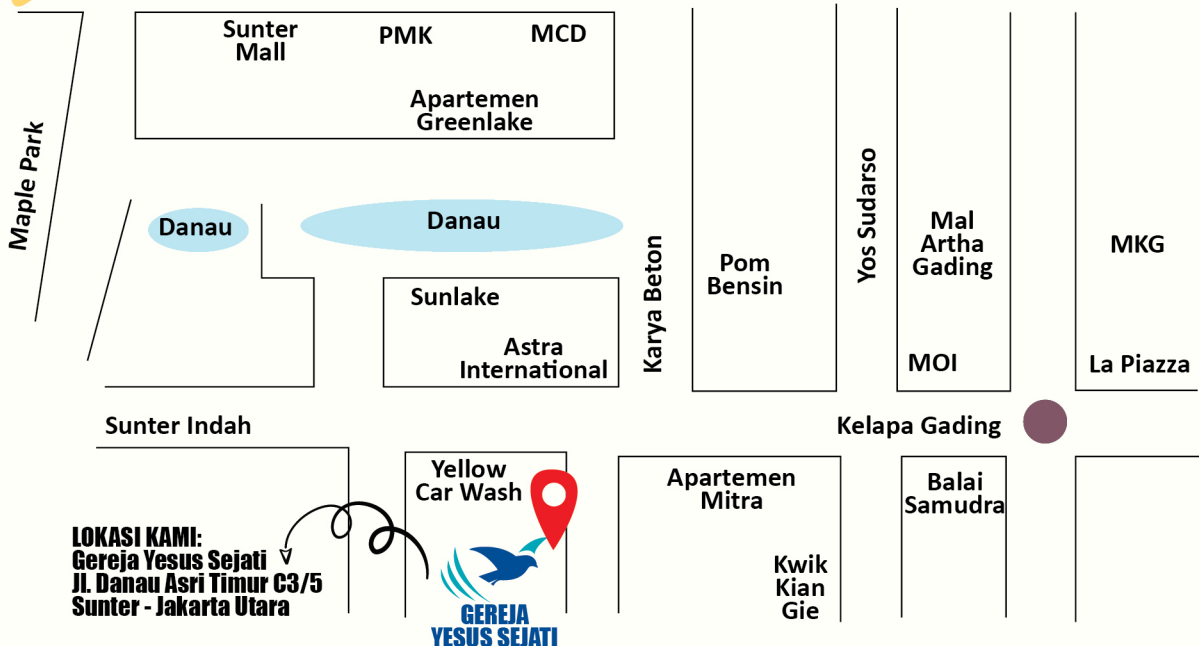 Sunter
Mall
PMK
MCD
Apartemen
Greenlake
Maple Park
Danau
Danau
Karya Beton
Pom
Bensin
Yos Sudarso
Mal
Artha
Gading
MKG
Sunlake
Astra
International
MOI
La Piazza
Sunter Indah
Kelapa Gading
Yellow
Car Wash
Apartemen
Mitra
Balai
Samudra
LOKASI KAMI:
Gereja Yesus Sejati
Jl. Danau Asri Timur C3/5
Sunter - Jakarta Utara
Kwik
Kian
Gie
GEREJA
YESUS SEJATI